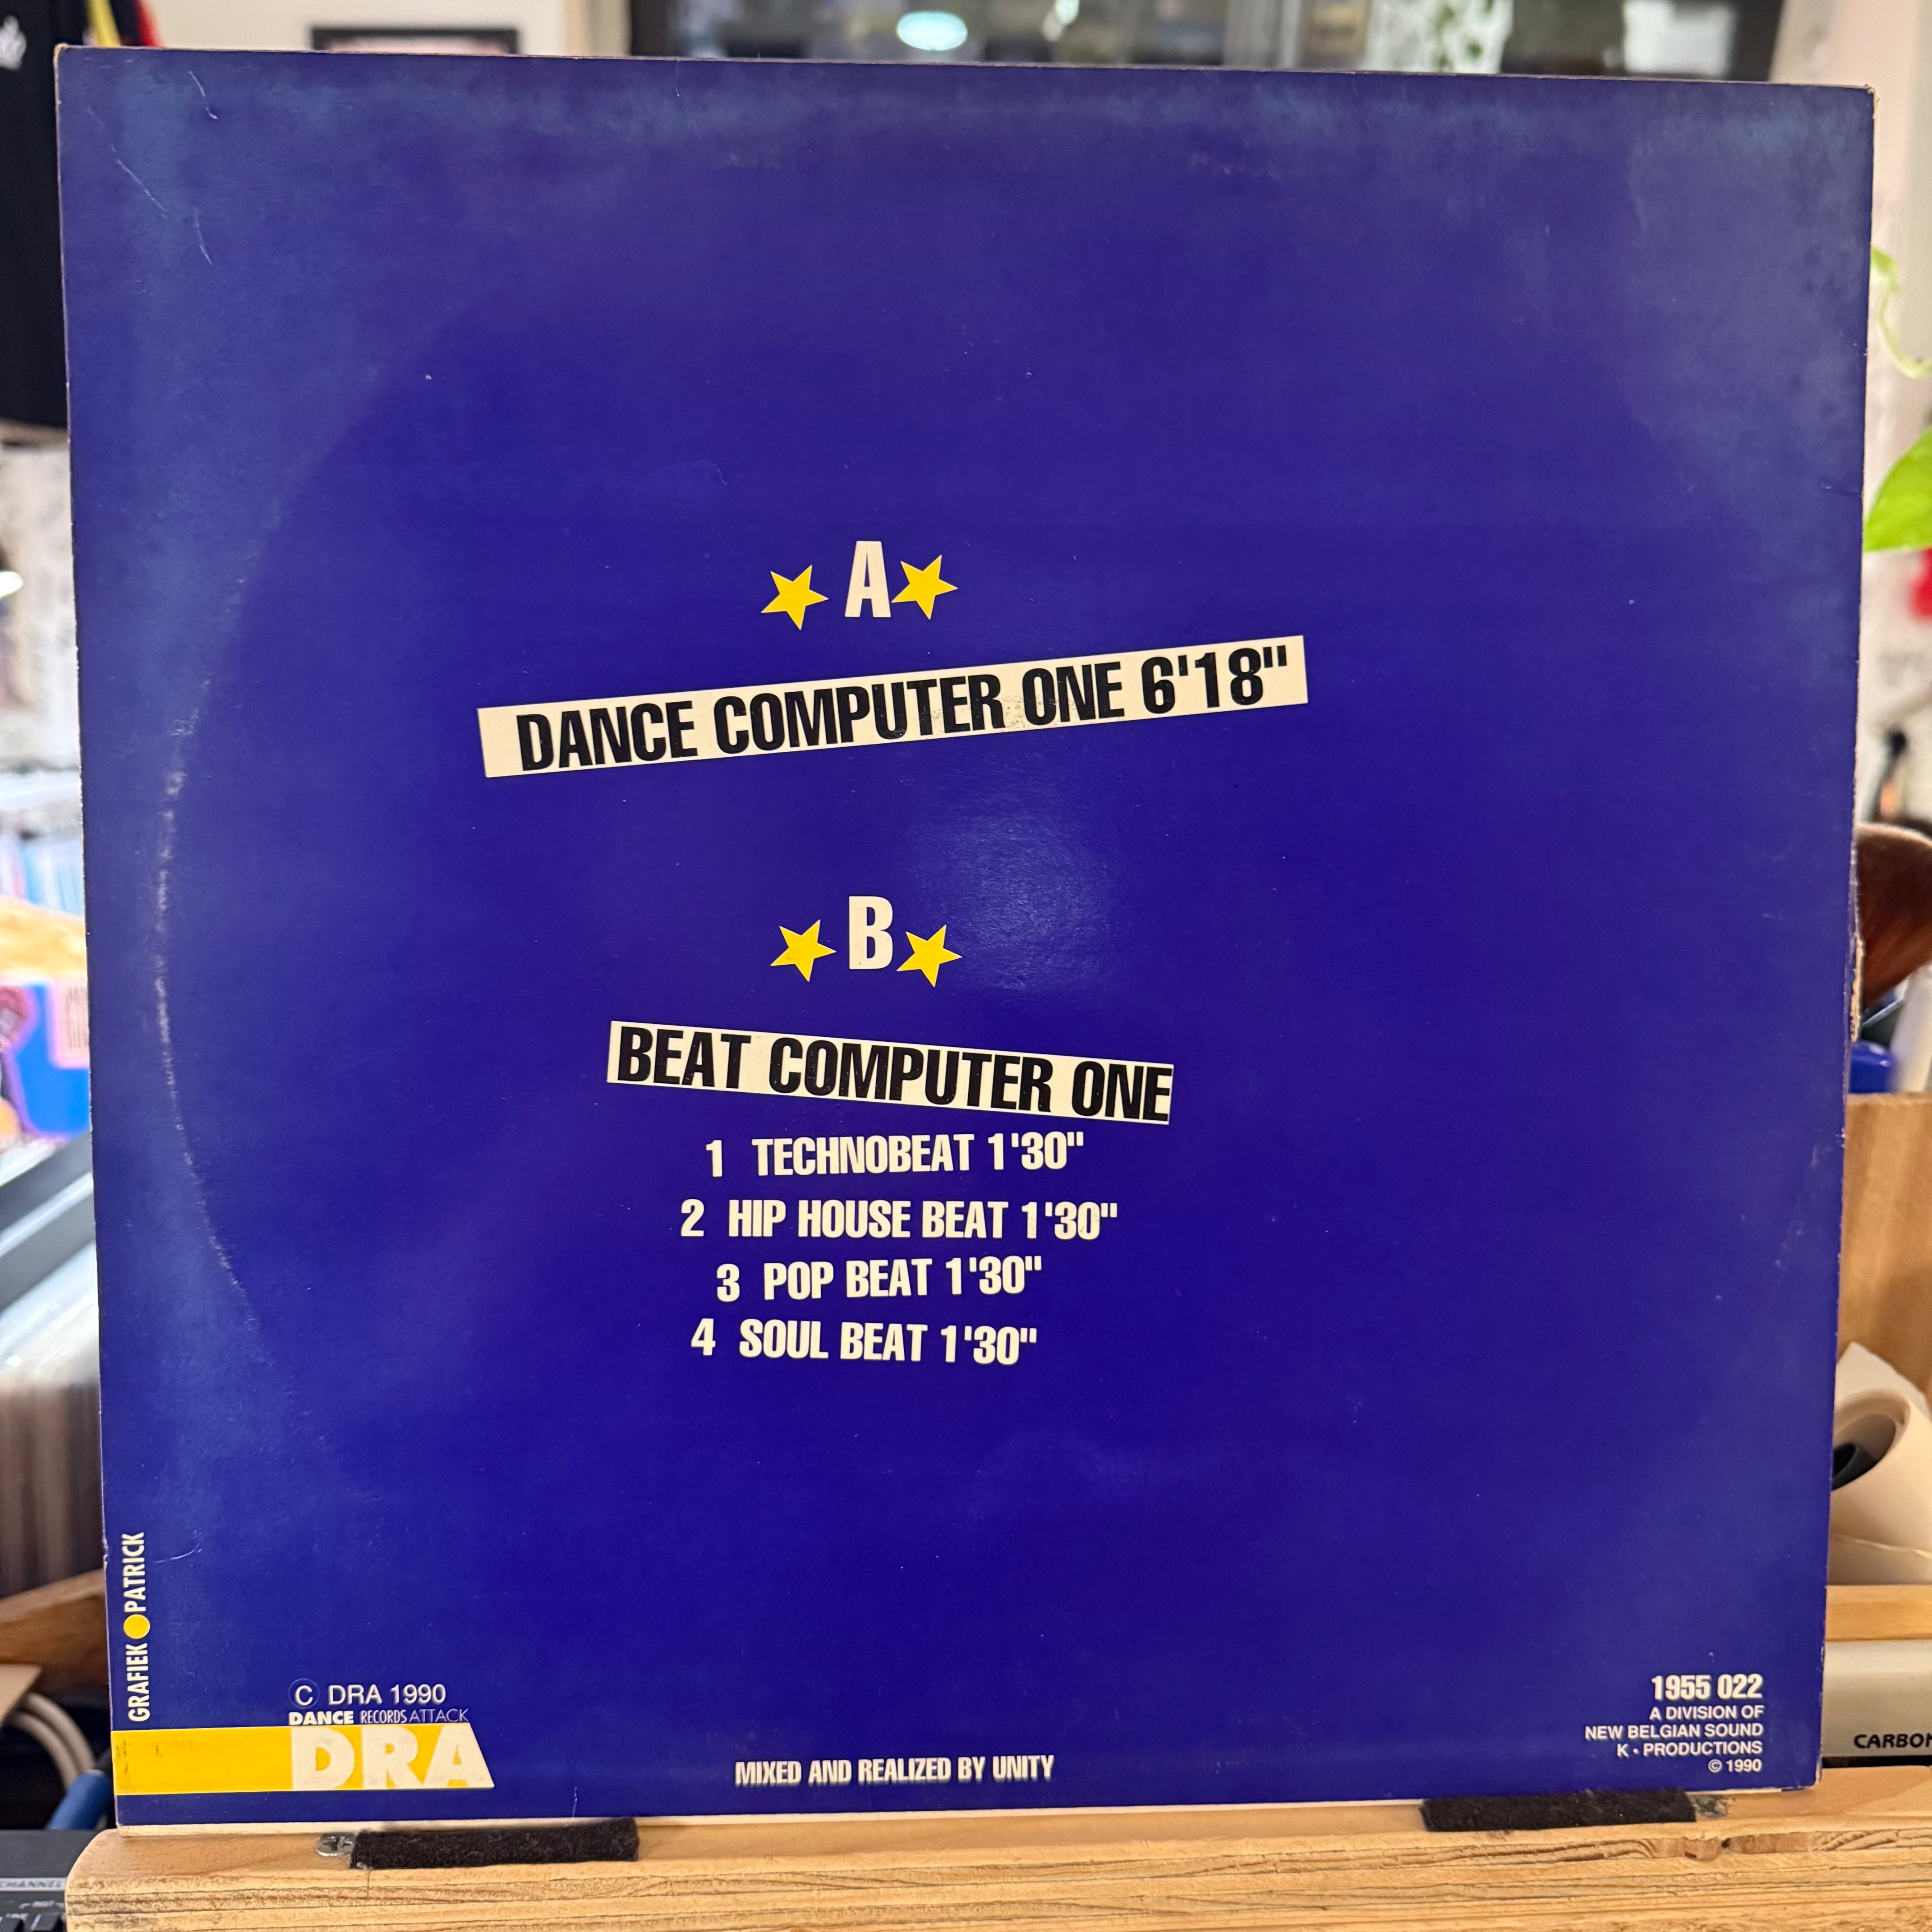 A
DANCE COMPUTER ONE 6'18"
B
BEAT COMPUTER ONE
1 TECHNOBEAT 1'30"
2 HIP HOUSE BEAT 1'30"
3 POP BEAT 1'30"
4 SOUL BEAT 1'30"
GRAFIEK PATRICK
© DRA 1990
DANCE RECORDS ATTACK
DRA
MIXED AND REALIZED BY UNITY
1955 022
A DIVISION OF
NEW BELGIAN SOUND
K • PRODUCTIONS
© 1990
CARBON
CHANNEL